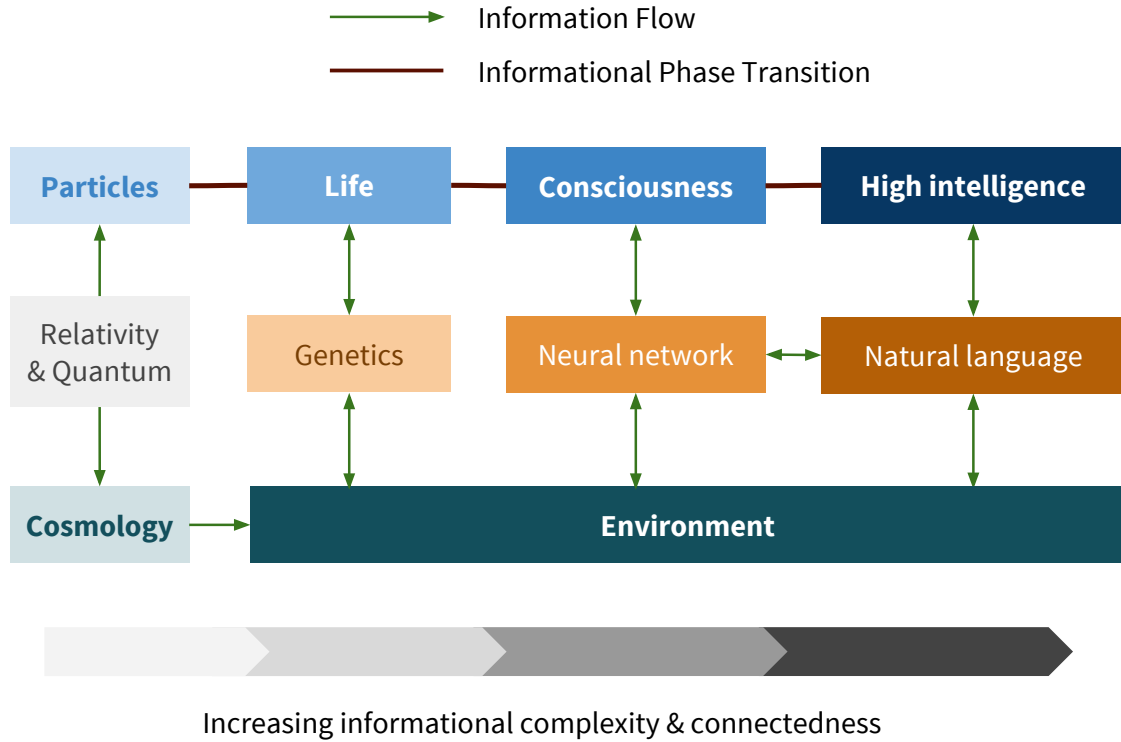 Information Flow
Informational Phase Transition
Particles
Life
Consciousness
High intelligence
Relativity
& Quantum
Genetics
Neural network
Natural language
Cosmology
Environment
Increasing informational complexity & connectedness